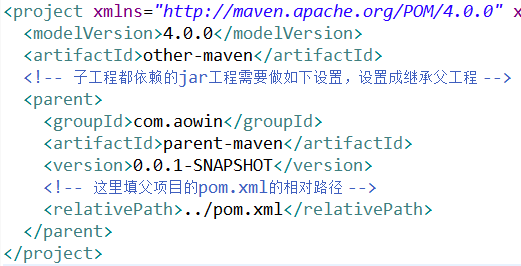 <project xmlns="http://maven.apache.org/POM/4.0.0" x
<modelVersion>4.0.0</modelVersion>
<artifactId>other-maven</artifactId>
<!-- 子工程都依赖的jar工程需要做如下设置，设置成继承父工程 -->
<parent>
<groupId>com.aowin</groupId>
<artifactId>parent-maven</artifactId>
<version>0.0.1-SNAPSHOT</version>
<!-- 这里填父项目的pom.xml的相对路径 -->
<relativePath>../pom.xml</relativePath>
</parent>
</project>